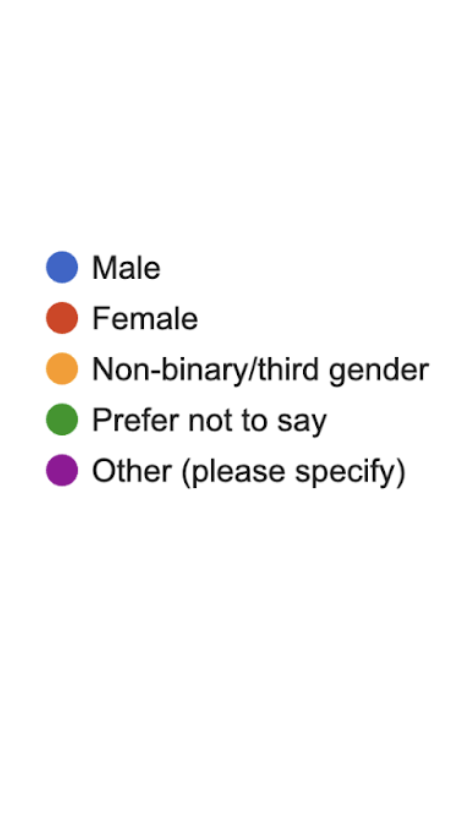 Male
Female
Non-binary/third gender
Prefer not to say
Other (please specify)